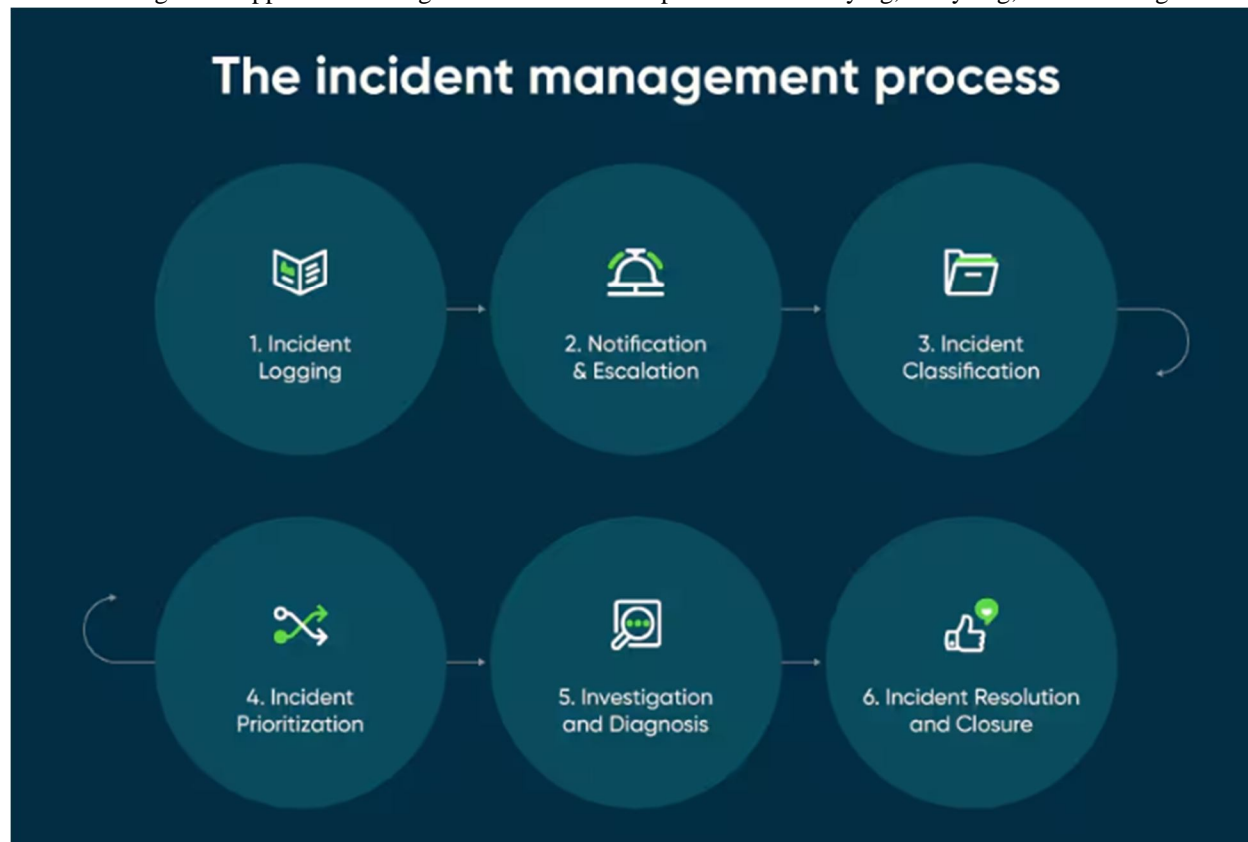 The incident management process
1. Incident
Logging
2. Notification
& Escalation
3. Incident
Classification
4. Incident
Prioritization
5. Investigation
and Diagnosis
6. Incident Resolution
and Closure